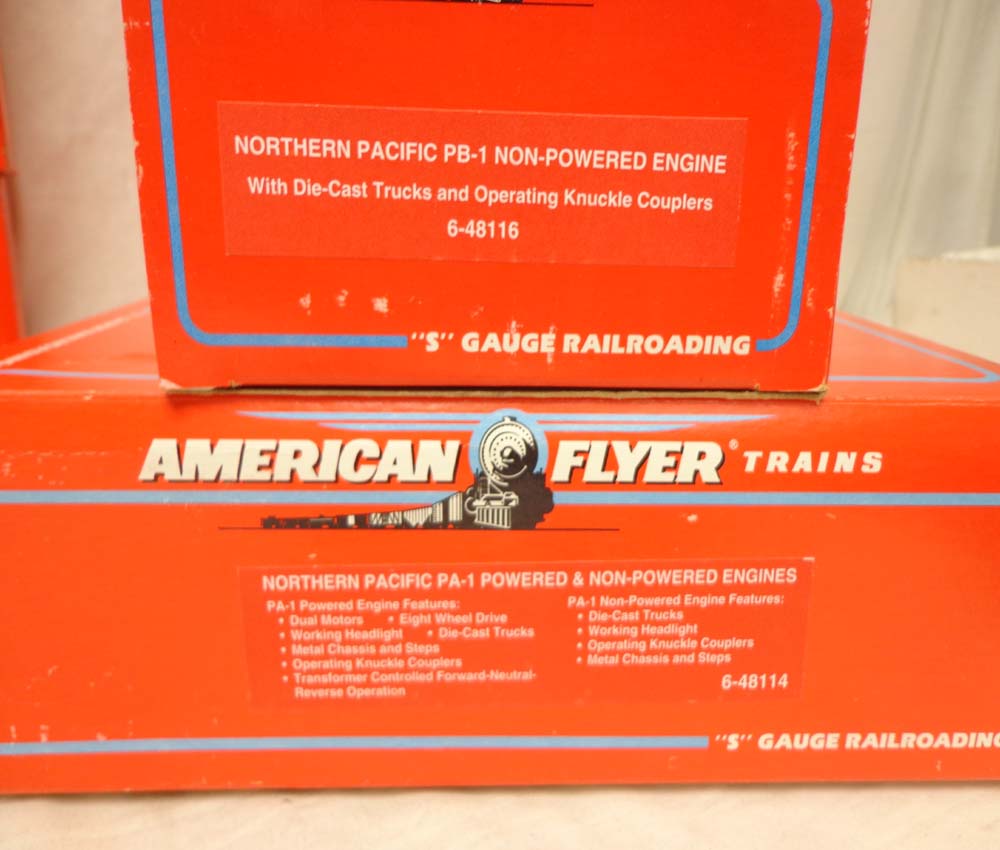 NORTHERN PACIFIC PB-1 NON-POWERED ENGINE
With Die-Cast Trucks and Operating Knuckle Couplers
6-48116
"S" GAUGE RAILROADING
AMERICAN FLYER® TRAINS
NORTHERN PACIFIC PA-1 POWERED & NON-POWERED ENGINES
PA-1 Powered Engine Features:
• Dual Motors • Eight Wheel Drive
• Working Headlight • Die-Cast Trucks
• Metal Chassis and Steps
• Operating Knuckle Couplers
• Transformer Controlled Forward-Neutral-
Reverse Operation
PA-1 Non-Powered Engine Features:
• Die-Cast Trucks
• Working Headlight
• Operating Knuckle Couplers
• Metal Chassis and Steps
6-48114
"S" GAUGE RAILROADING